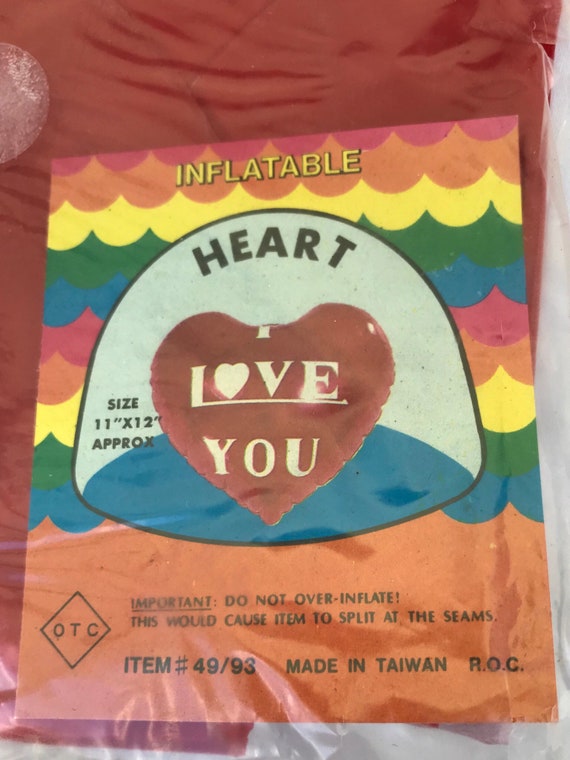 INFLATABLE
HEART
I
LOVE
YOU
SIZE
11"X12"
APPROX
IMPORTANT: DO NOT OVER-INFLATE!
THIS WOULD CAUSE ITEM TO SPLIT AT THE SEAMS.
OTC
ITEM# 49/93 MADE IN TAIWAN R.O.C.